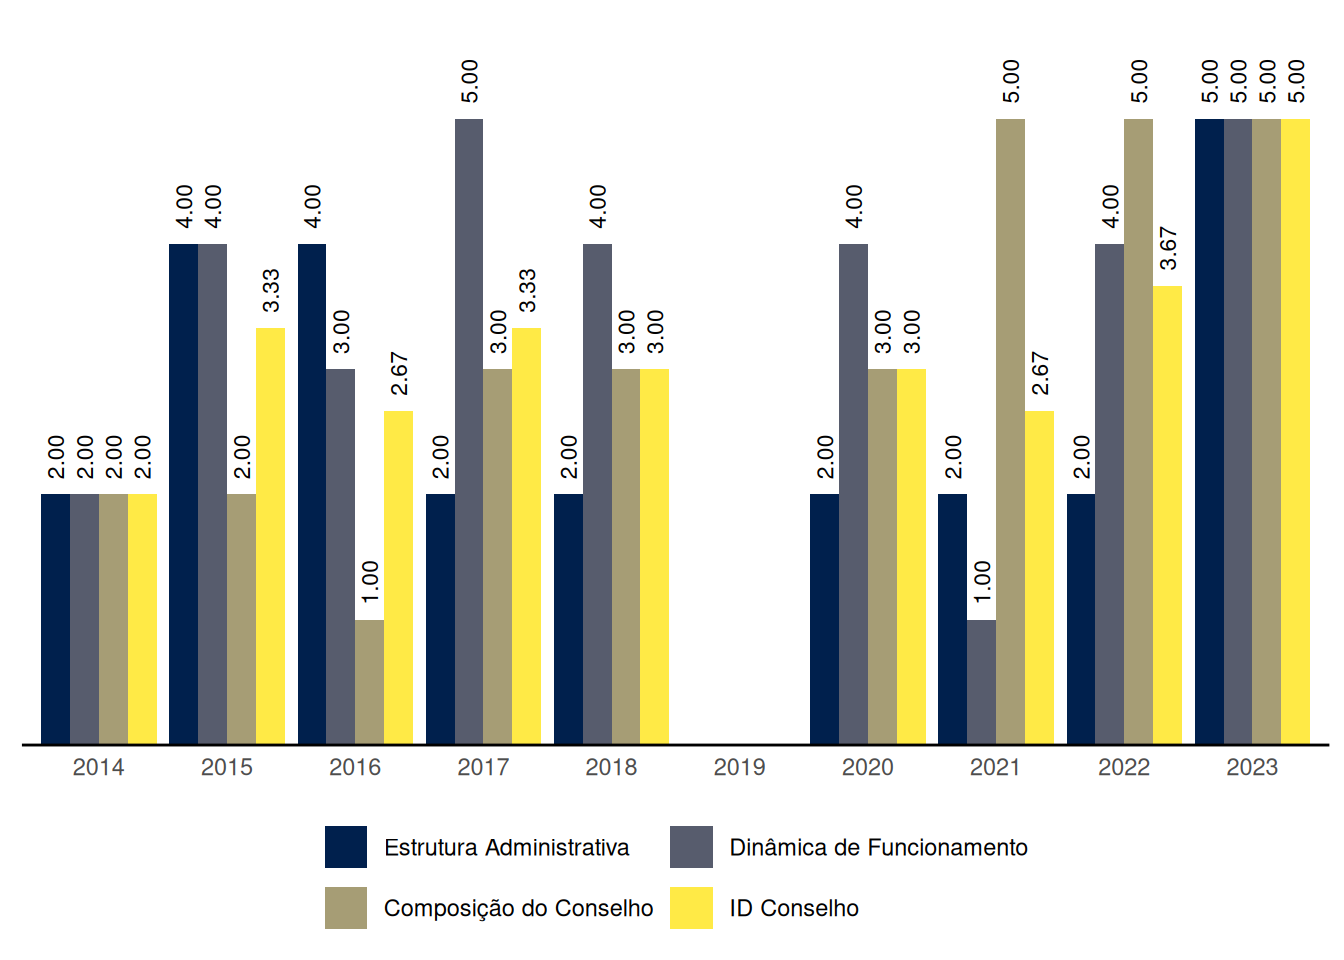 2.00 2.00 2.00 2.00 4.00 4.00 2.00 3.33 4.00 3.00 1.00 2.67 2.00 5.00 3.00 3.33 2.00 4.00 3.00 3.00 2.00 4.00 3.00 3.00 2.00 1.00 5.00 2.67 2.00 4.00 5.00 3.67 5.00 5.00 5.00 5.00
2014 2015 2016 2017 2018 2019 2020 2021 2022 2023
Estrutura Administrativa Dinâmica de Funcionamento
Composição do Conselho ID Conselho